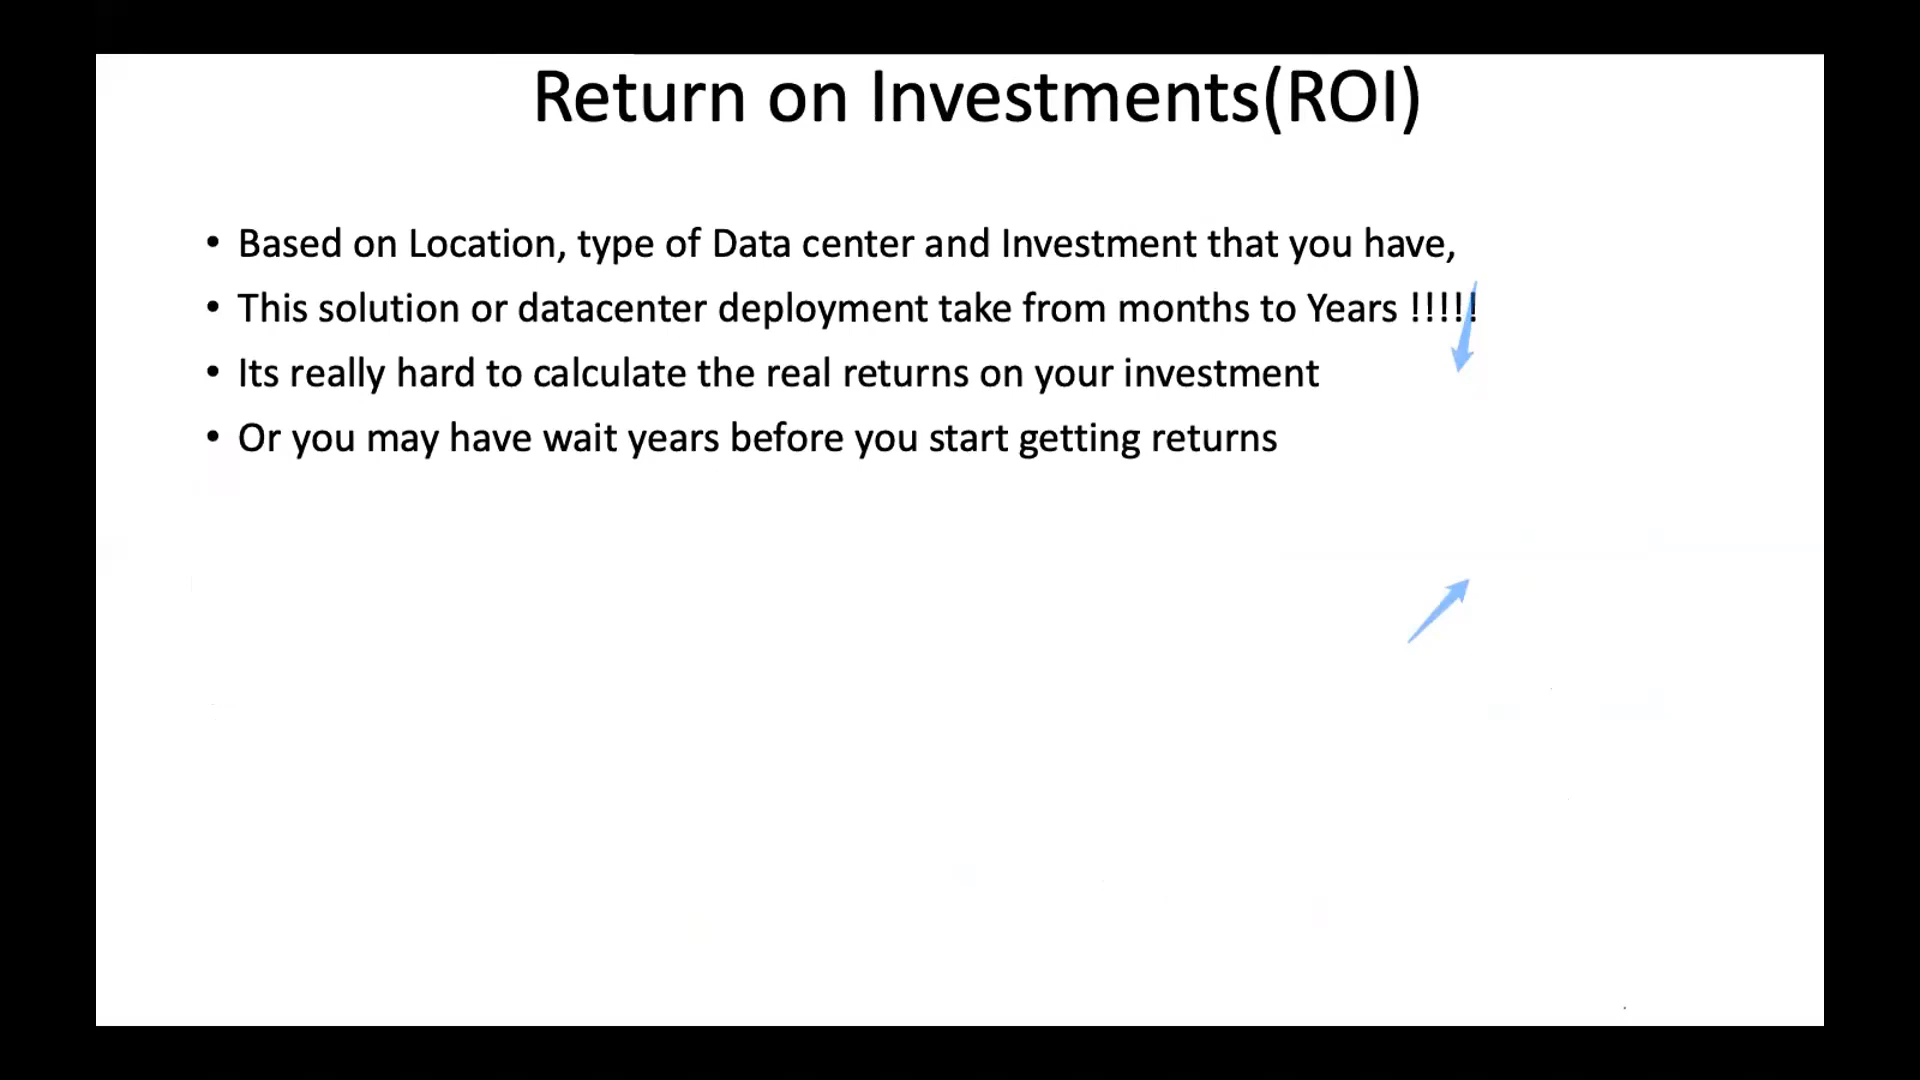 Return on Investments(ROI)
• Based on Location, type of Data center and Investment that you have,
• This solution or datacenter deployment take from months to Years !!!!!
• Its really hard to calculate the real returns on your investment
• Or you may have wait years before you start getting returns